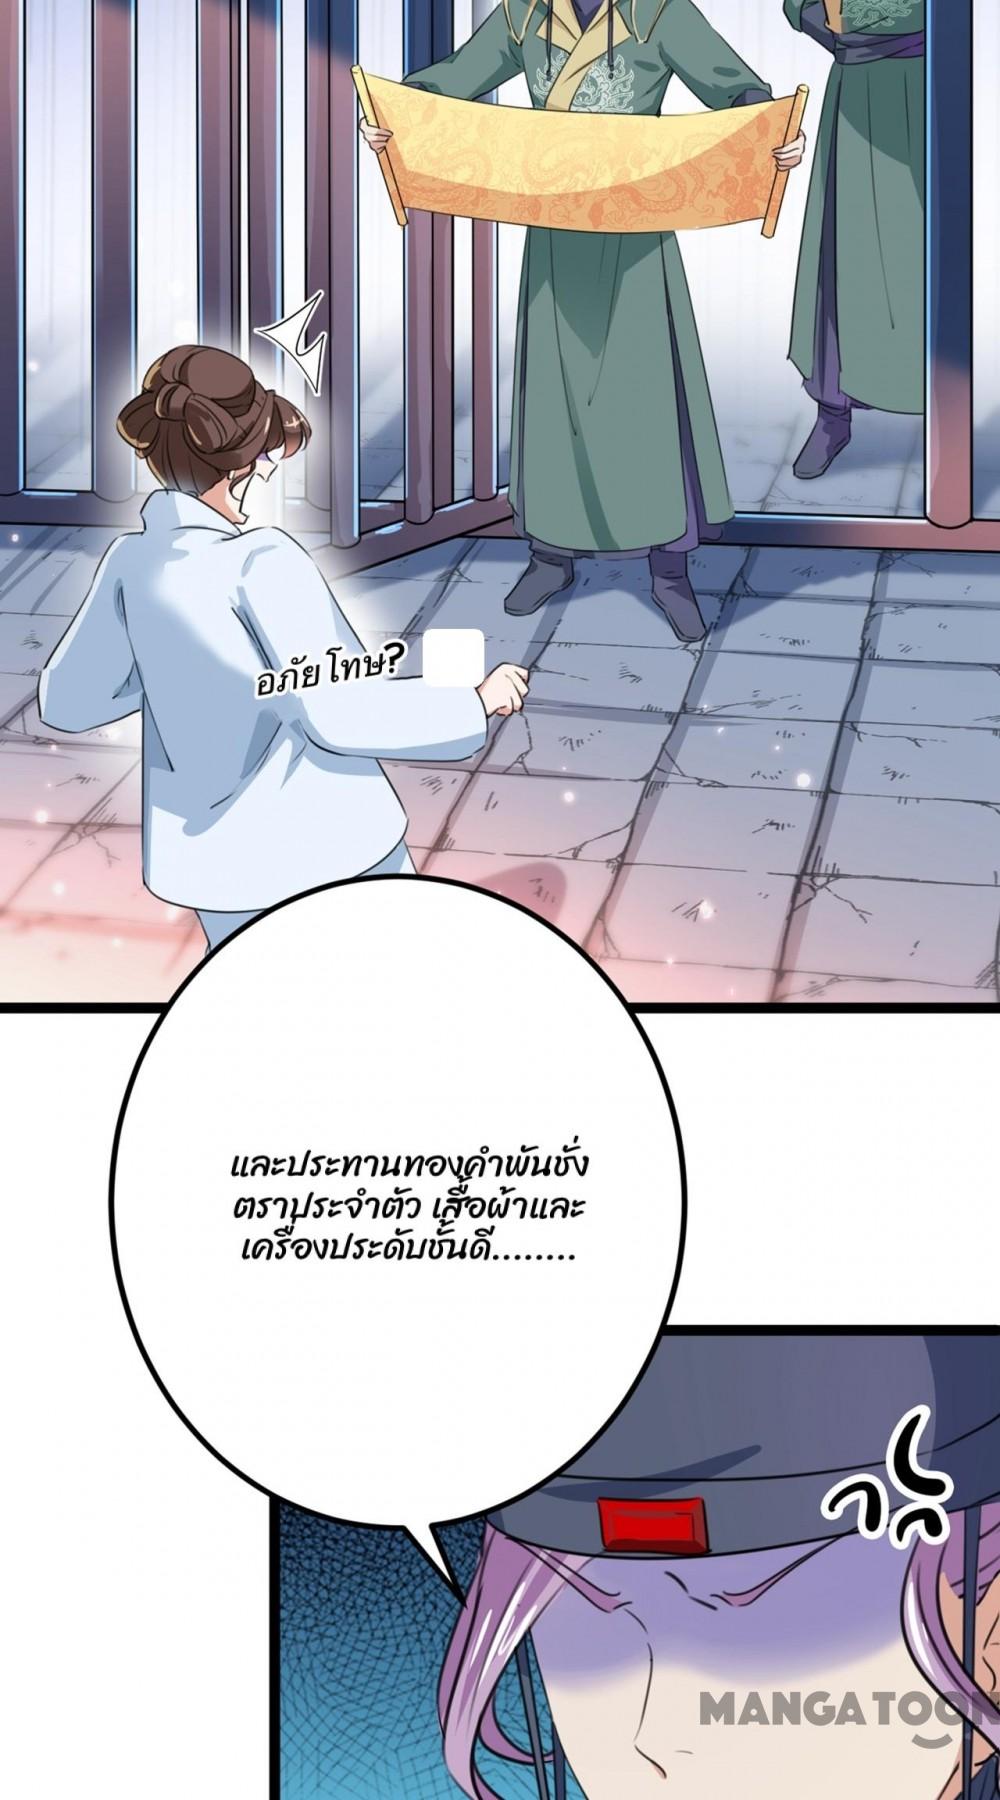 อภัยโทษ?
และประทานทองคำพันชั่ง
ตราประจำตัว เสื้อผ้าและ
เครื่องประดับชั้นดี........
MANGATOON